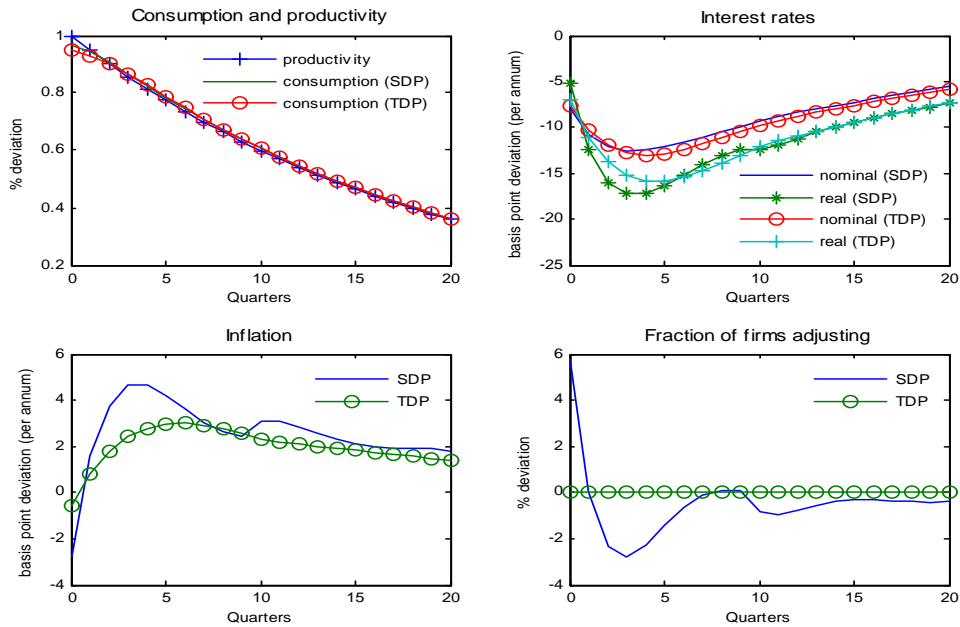 Consumption and productivity
1
0.8
0.6
0.4
0.2
% deviation
productivity
consumption (SDP)
consumption (TDP)
0
5
10
15
20
Quarters
Interest rates
0
-5
-10
-15
-20
-25
basis point deviation (per annum)
nominal (SDP)
real (SDP)
nominal (TDP)
real (TDP)
0
5
10
15
20
Quarters
Inflation
6
4
2
0
-2
-4
basis point deviation (per annum)
SDP
TDP
0
5
10
15
20
Quarters
Fraction of firms adjusting
6
4
2
0
-2
-4
% deviation
SDP
TDP
0
5
10
15
20
Quarters